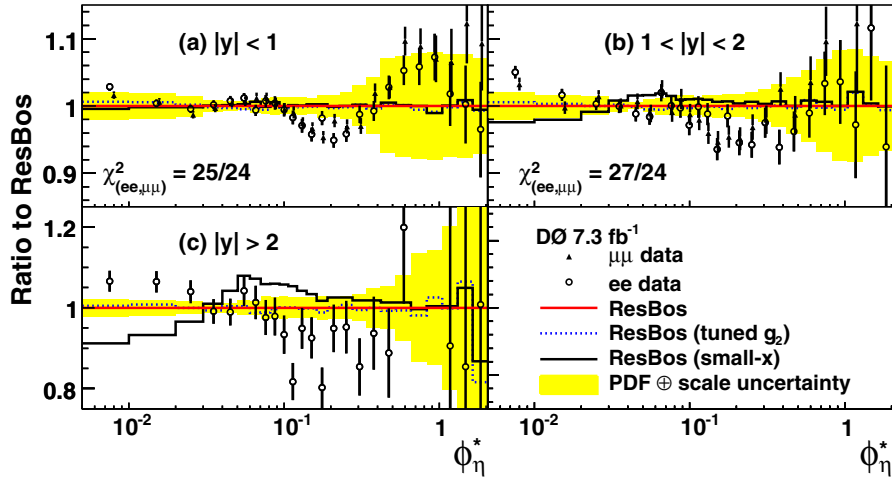 Ratio to ResBos
1.1
1
0.9
(a) |y| < 1
χ²(ee,μμ) = 25/24
(b) 1 < |y| < 2
χ²(ee,μμ) = 27/24
1.2
1
0.8
(c) |y| > 2
DØ 7.3 fb⁻¹
μμ data
ee data
ResBos
ResBos (tuned g₂)
ResBos (small-x)
PDF ⊕ scale uncertainty
10⁻² 10⁻¹ 1
10⁻² 10⁻¹ 1
ϕ*η
ϕ*η